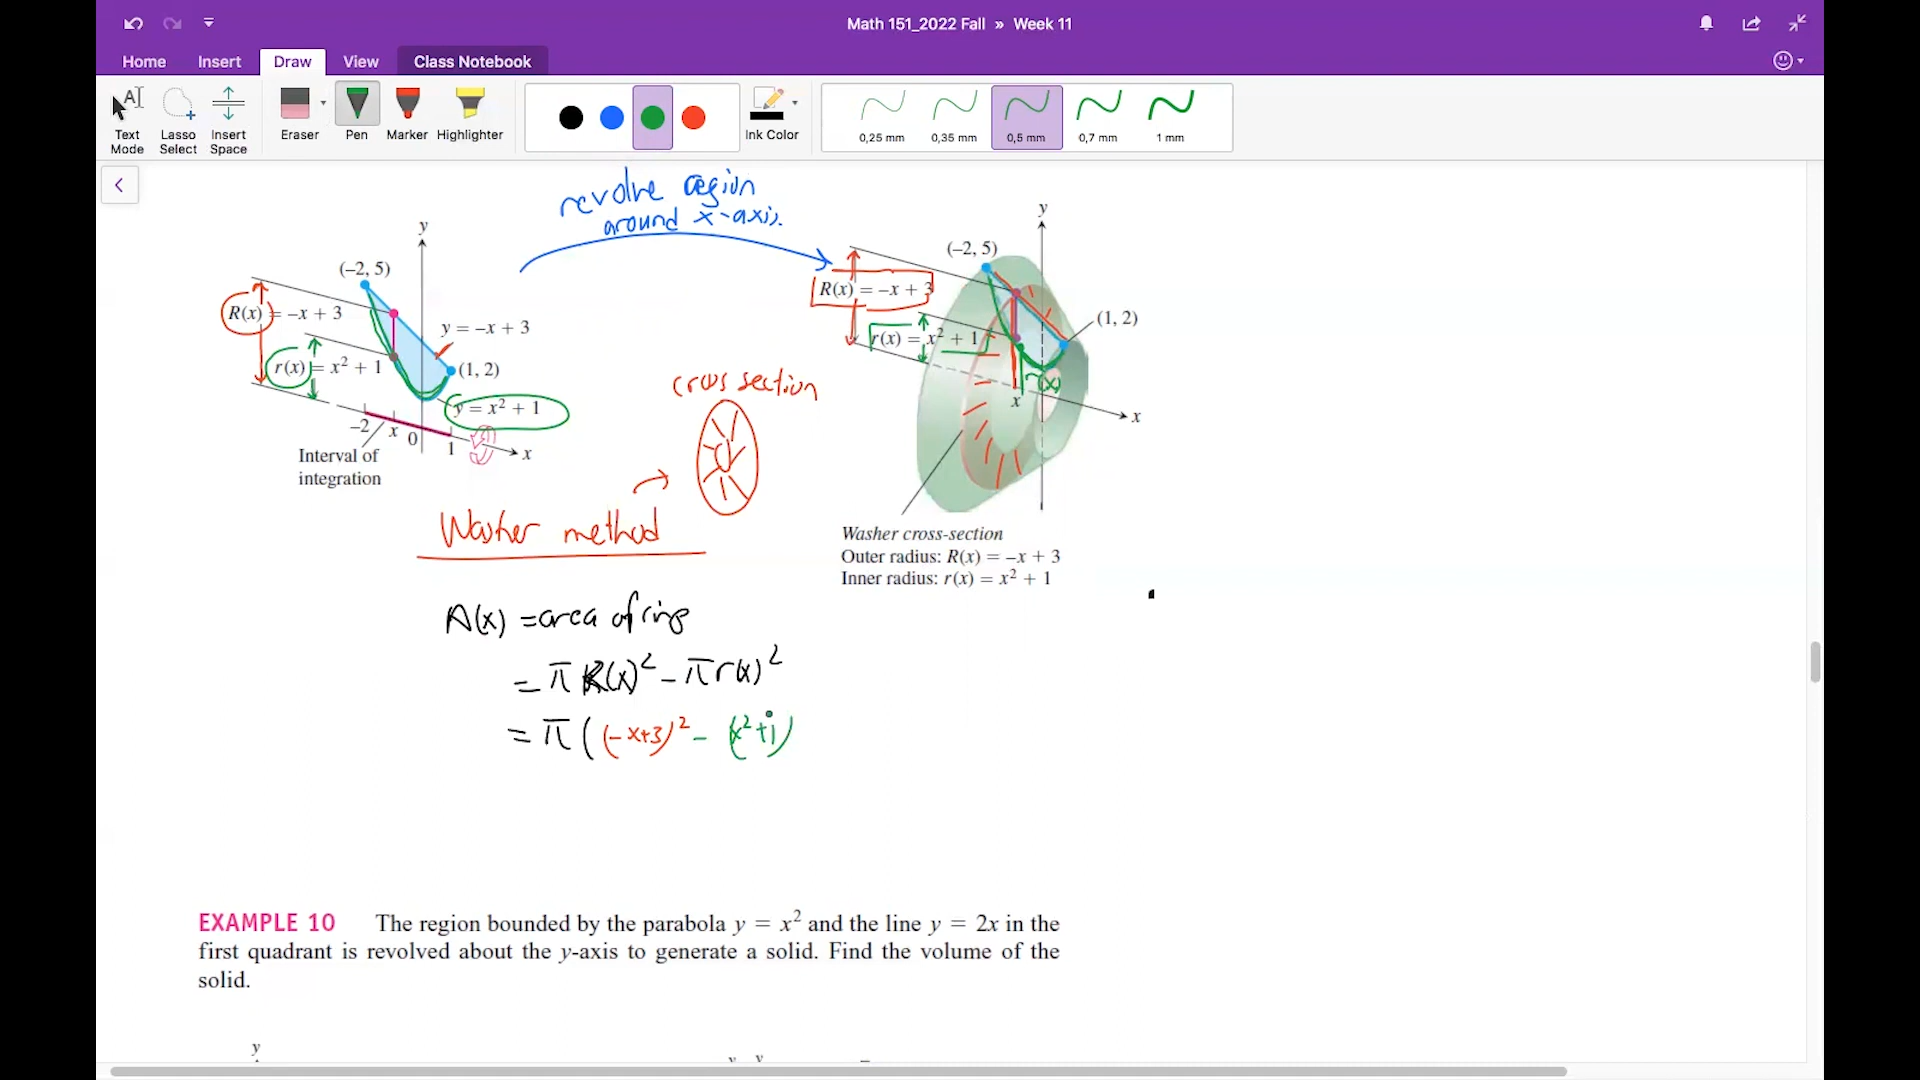 Math 151_2022 Fall » Week 11
Home Insert Draw View Class Notebook
Text Mode
Lasso Select
Insert Space
Eraser
Pen
Marker
Highlighter
Ink Color
0,25 mm
0,35 mm
0,5 mm
0,7 mm
1 mm
revolve region
around x-axis.
y
(–2, 5)
R(x) = –x + 3
y = –x + 3
r(x) = x² + 1
(1, 2)
y = x² + 1
–2
x
0
1
x
Interval of
integration
cross section
Washer method
y
(–2, 5)
R(x) = –x + 3
(1, 2)
r(x) = x² + 1
r(x)
x
x
Washer cross-section
Outer radius: R(x) = –x + 3
Inner radius: r(x) = x² + 1
A(x) = area of ring
= π R(x)² – π r(x)²
= π ( (–x+3)² – (x²+1)
EXAMPLE 10 The region bounded by the parabola y = x² and the line y = 2x in the
first quadrant is revolved about the y-axis to generate a solid. Find the volume of the
solid.
y